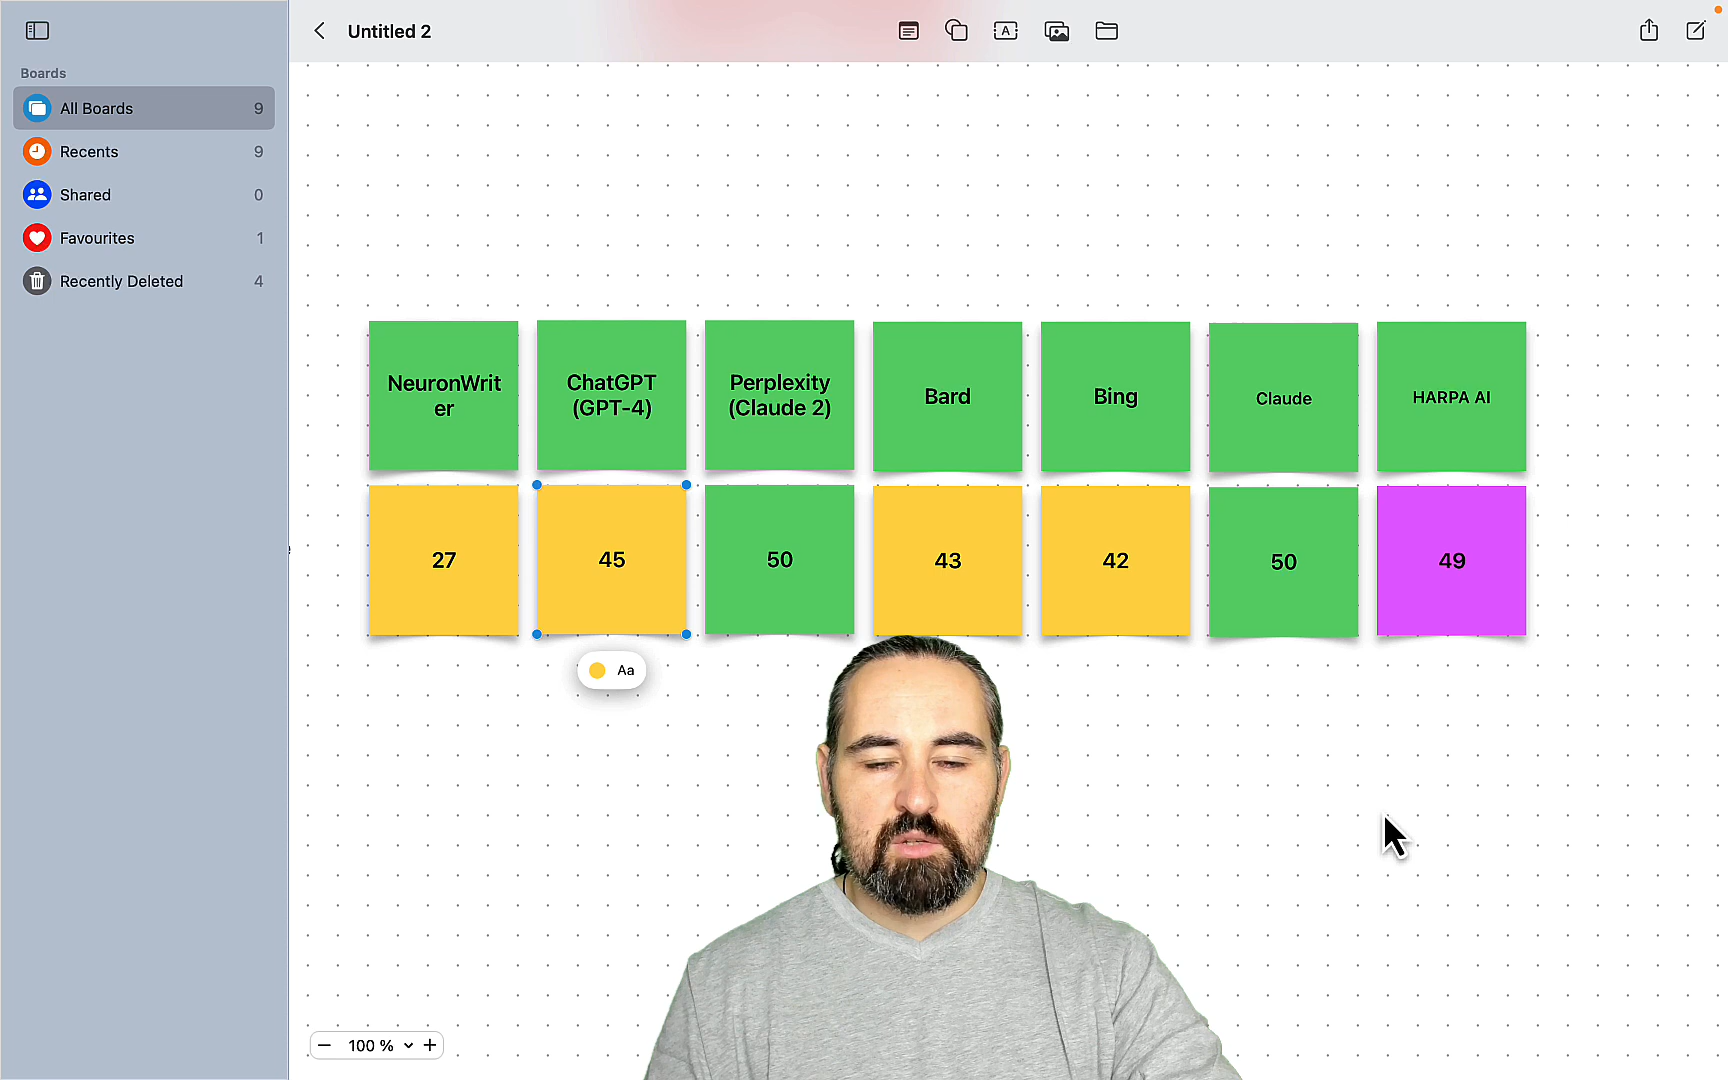 Untitled 2
Boards
All Boards 9
Recents 9
Shared 0
Favourites 1
Recently Deleted 4
NeuronWrit
er
ChatGPT
(GPT-4)
Perplexity
(Claude 2)
Bard
Bing
Claude
HARPA AI
27
45
50
43
42
50
49
Aa
100 %
A